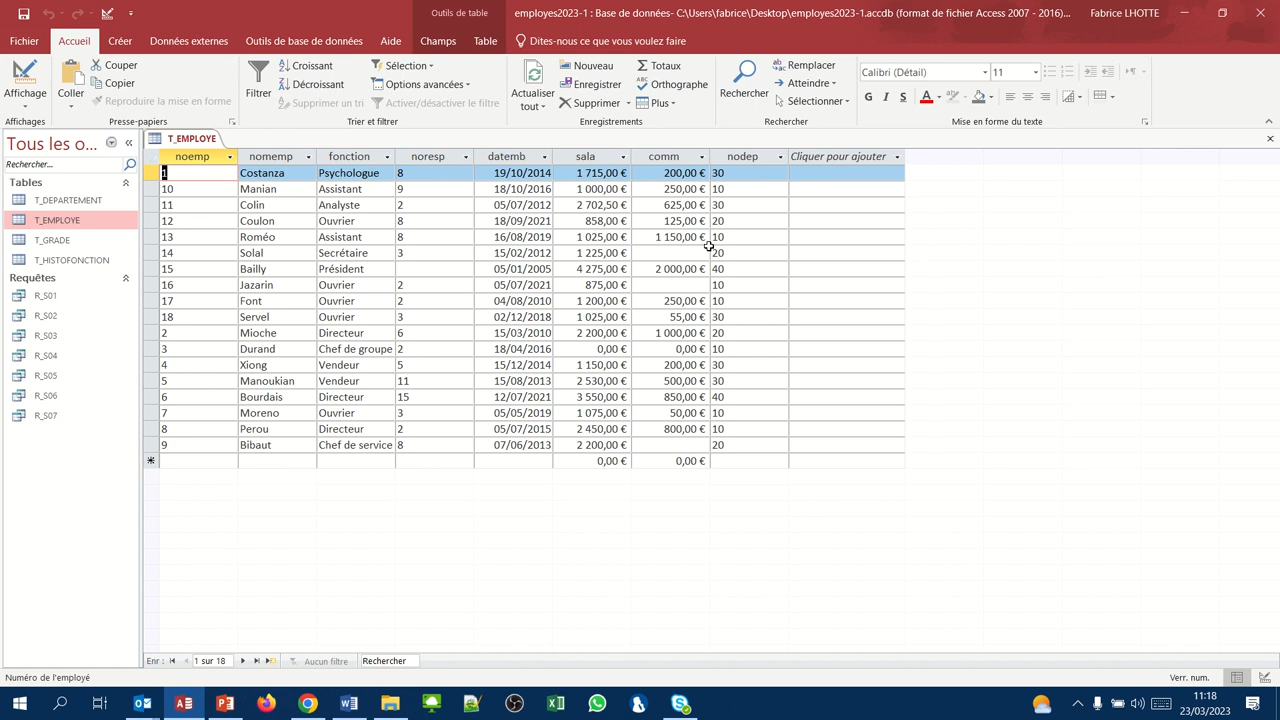 Outils de table
employes2023-1 : Base de données- C:\Users\fabrice\Desktop\employes2023-1.accdb (format de fichier Access 2007 - 2016)...
Fabrice LHOTTE
Fichier Accueil Créer Données externes Outils de base de données Aide Champs Table Dites-nous ce que vous voulez faire
Affichage
Affichages
Coller
Couper
Copier
Reproduire la mise en forme
Presse-papiers
Filtrer
Croissant
Décroissant
Supprimer un tri
Sélection
Options avancées
Activer/désactiver le filtre
Trier et filtrer
Actualiser
tout
Nouveau
Enregistrer
Supprimer
Totaux
Orthographe
Plus
Enregistrements
Rechercher
Remplacer
Atteindre
Sélectionner
Rechercher
Calibri (Détail) 11
G I S A
Mise en forme du texte
Tous les o...
Rechercher...
Tables
T_DEPARTEMENT
T_EMPLOYE
T_GRADE
T_HISTOFONCTION
Requêtes
R_S01
R_S02
R_S03
R_S04
R_S05
R_S06
R_S07
T_EMPLOYE
noemp nomemp fonction noresp datemb sala comm nodep Cliquer pour ajouter
1 Costanza Psychologue 8 19/10/2014 1 715,00 € 200,00 € 30
10 Manian Assistant 9 18/10/2016 1 000,00 € 250,00 € 10
11 Colin Analyste 2 05/07/2012 2 702,50 € 625,00 € 30
12 Coulon Ouvrier 8 18/09/2021 858,00 € 125,00 € 20
13 Roméo Assistant 8 16/08/2019 1 025,00 € 1 150,00 € 10
14 Solal Secrétaire 3 15/02/2012 1 225,00 € 20
15 Bailly Président 05/01/2005 4 275,00 € 2 000,00 € 40
16 Jazarin Ouvrier 2 05/07/2021 875,00 € 10
17 Font Ouvrier 2 04/08/2010 1 200,00 € 250,00 € 10
18 Servel Ouvrier 3 02/12/2018 1 025,00 € 55,00 € 30
2 Mioche Directeur 6 15/03/2010 2 200,00 € 1 000,00 € 20
3 Durand Chef de groupe 2 18/04/2016 0,00 € 0,00 € 10
4 Xiong Vendeur 5 15/12/2014 1 150,00 € 200,00 € 30
5 Manoukian Vendeur 11 15/08/2013 2 530,00 € 500,00 € 30
6 Bourdais Directeur 15 12/07/2021 3 550,00 € 850,00 € 40
7 Moreno Ouvrier 3 05/05/2019 1 075,00 € 50,00 € 10
8 Perou Directeur 2 05/07/2015 2 450,00 € 800,00 € 10
9 Bibaut Chef de service 8 07/06/2013 2 200,00 € 20
0,00 € 0,00 €
Enr : 1 sur 18 Aucun filtre Rechercher
Numéro de l'employé
Verr. num.
11:18
23/03/2023